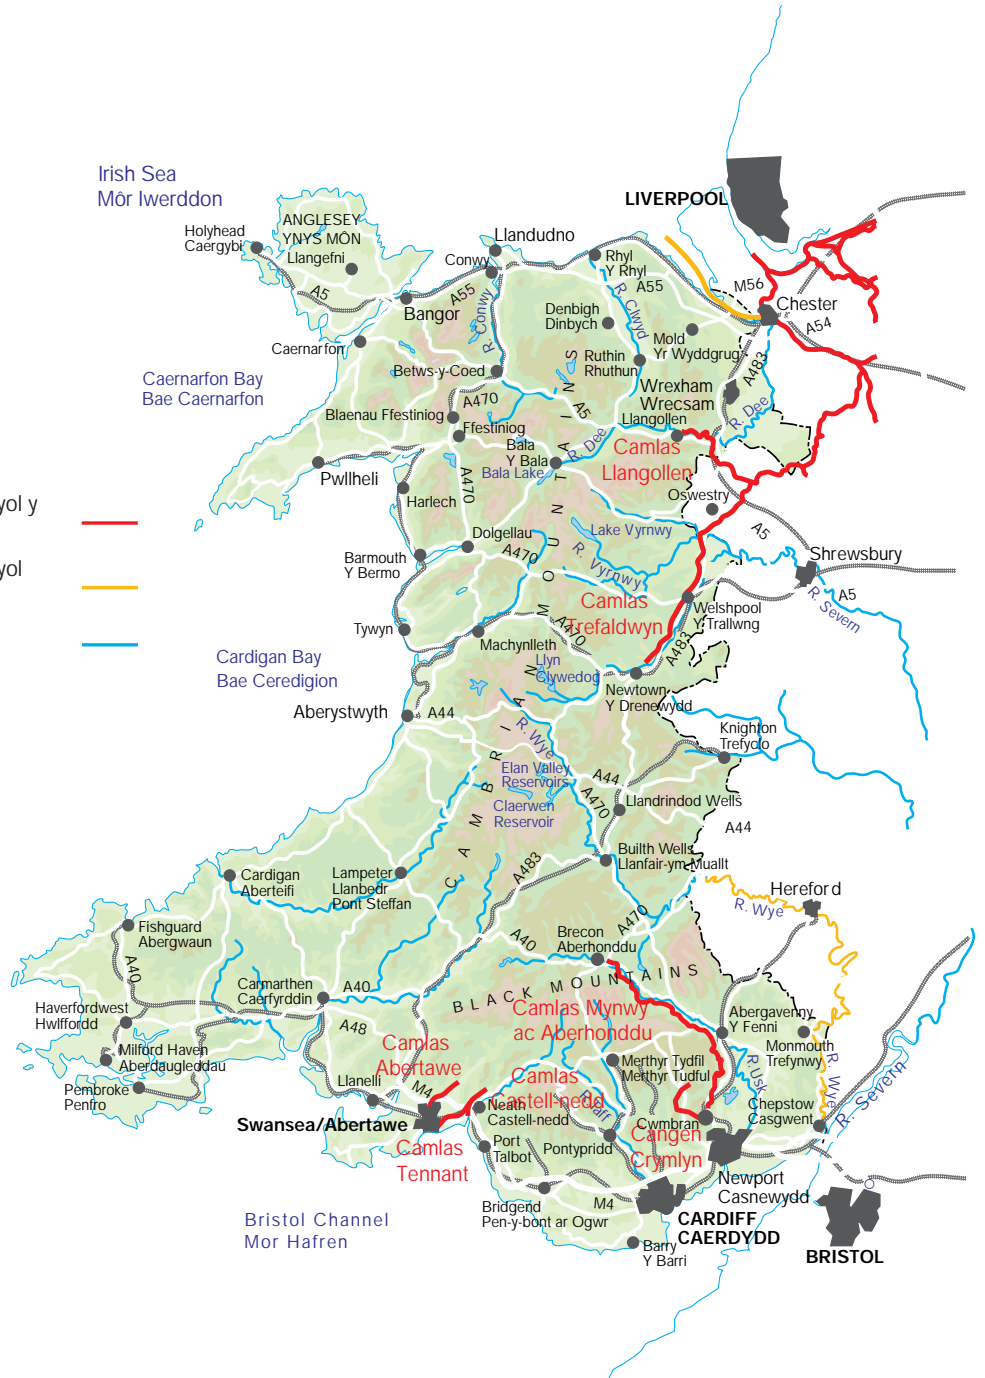 Irish Sea
Môr Iwerddon
LIVERPOOL
ANGLESEY
YNYS MÔN
Holyhead
Caergybi
Llangefni
Llandudno
Conwy
Rhyl
Y Rhyl
A55
M56
Chester
A54
A5
A55
Bangor
R. Conwy
R. Clwyd
Denbigh
Dinbych
Mold
Yr Wyddgrug
A483
Caernarfon
Ruthin
Rhuthun
Betws-y-Coed
Caernarfon Bay
Bae Caernarfon
Wrexham
Wrecsam
A470
A5
R. Dee
Blaenau Ffestiniog
Ffestiniog
Llangollen
Bala
Y Bala
R. Dee
Bala Lake
Camlas
Llangollen
Pwllheli
A470
Harlech
Oswestry
yol y
Lake Vyrnwy
A5
Dolgellau
A470
R. Vyrnwy
Barmouth
Y Bermo
Shrewsbury
yol
R. Severn
A5
Camlas
Trefaldwyn
Welshpool
Y Trallwng
Tywyn
A470
Machynlleth
A483
Cardigan Bay
Bae Ceredigion
Llyn
Clywedog
Newtown
Y Drenewydd
Aberystwyth
A44
R. Wye
Knighton
Trefyclo
CAMBRIAN MOUNTAINS
Elan Valley
Reservoirs
A44
A470
Claerwen
Reservoir
Llandrindod Wells
A44
Builth Wells
Llanfair-ym-Muallt
A483
Cardigan
Aberteifi
Lampeter
Llanbedr
Pont Steffan
Hereford
R. Wye
A470
Fishguard
Abergwaun
A40
Brecon
Aberhonddu
A40
BLACK MOUNTAINS
Carmarthen
Caerfyrddin
A40
Haverfordwest
Hwlffordd
A48
Camlas Mynwy
ac Aberhonddu
Abergavenny
Y Fenni
Monmouth
Trefynwy
Milford Haven
Aberdaugleddau
Camlas
Abertawe
Merthyr Tydfil
Merthyr Tudful
R. Usk
R. Wye
R. Severn
Pembroke
Penfro
Llanelli
M4
Camlas
Castell-nedd
R. Taff
Neath
Castell-nedd
Chepstow
Casgwent
Swansea/Abertawe
Cwmbran
Cangen
Crymlyn
Camlas
Tennant
Port
Talbot
Pontypridd
Newport
Casnewydd
M4
Bridgend
Pen-y-bont ar Ogwr
CARDIFF
CAERDYDD
Bristol Channel
Mor Hafren
Barry
Y Barri
BRISTOL